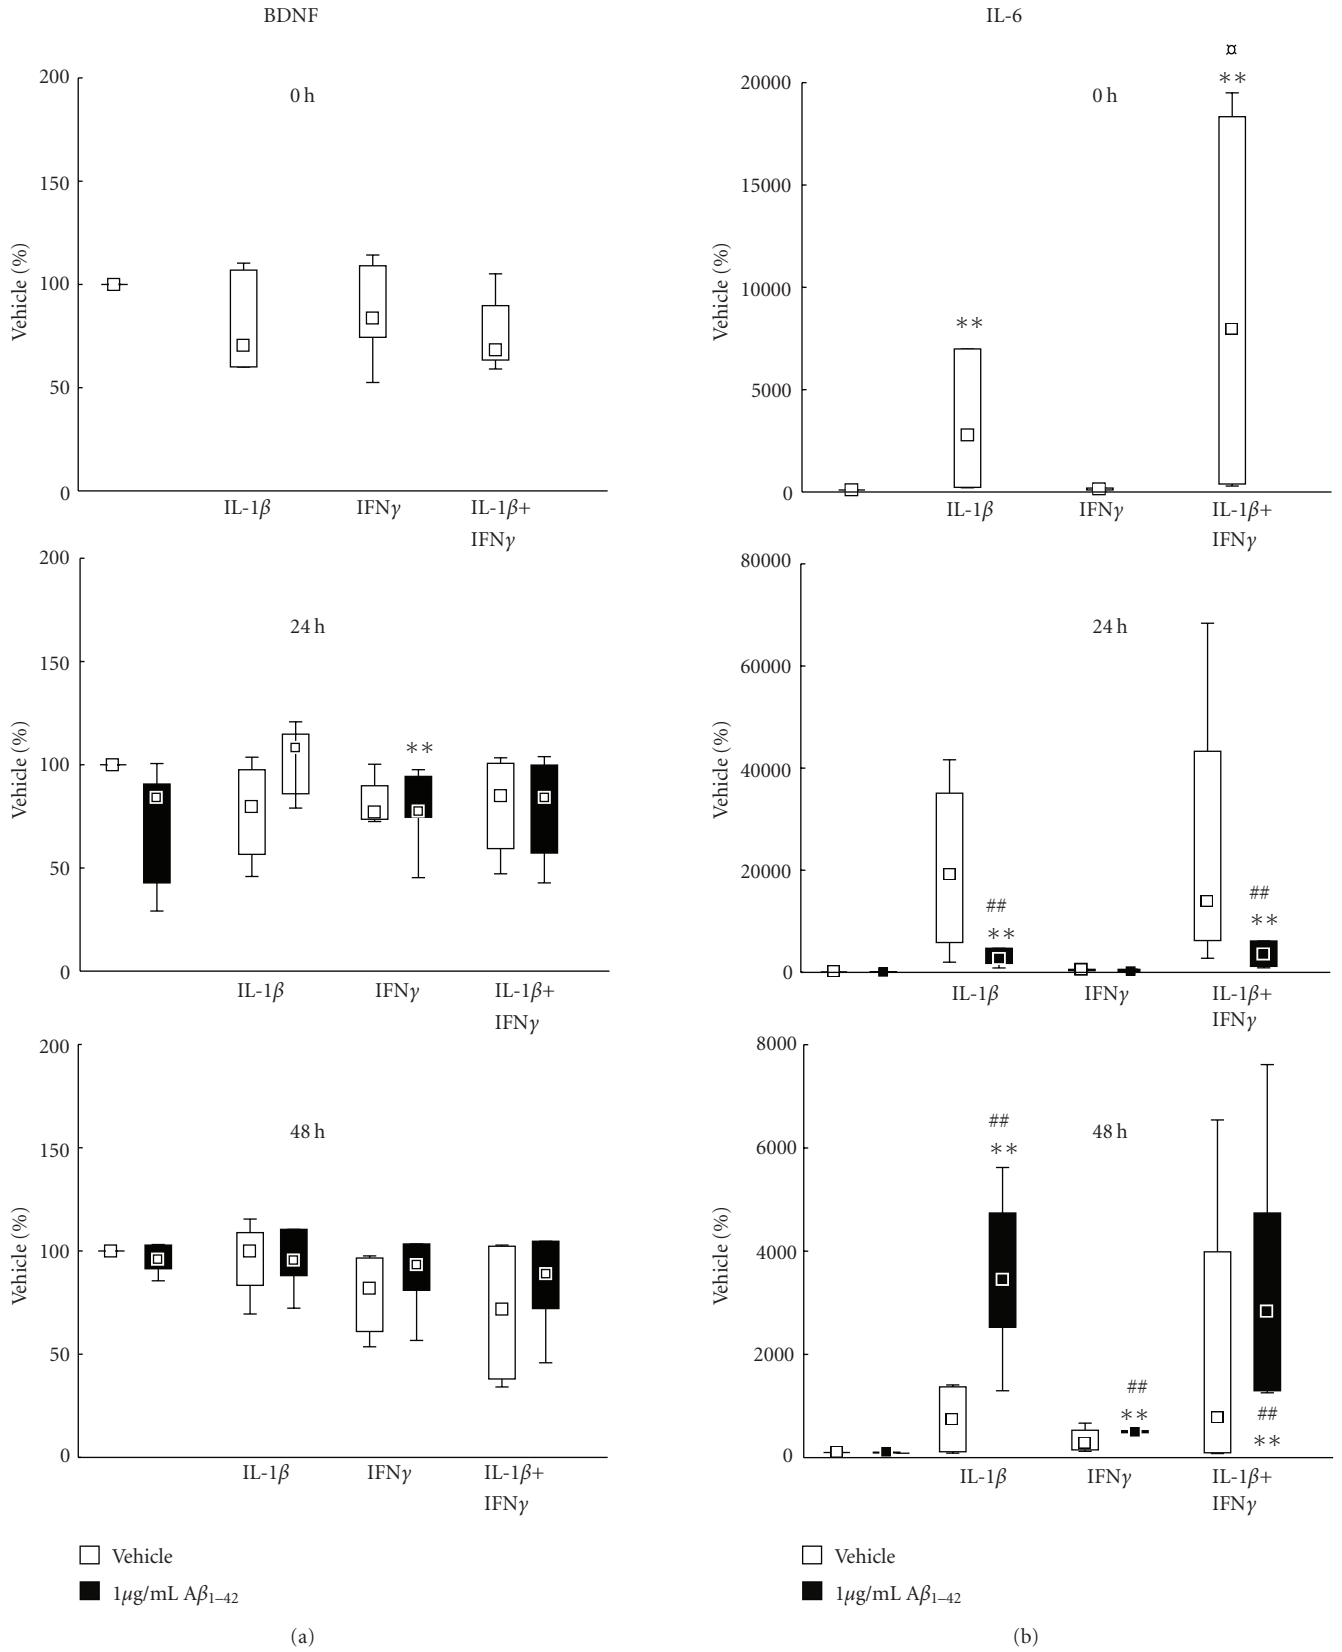 BDNF
200
0 h
150
Vehicle (%)
100
50
0
IL-1β
IFNγ
IL-1β+
IFNγ
200
24 h
150
Vehicle (%)
100
∗∗
50
0
IL-1β
IFNγ
IL-1β+
IFNγ
200
48 h
150
Vehicle (%)
100
50
0
IL-1β
IFNγ
IL-1β+
IFNγ
Vehicle
1μg/mL Aβ1–42
(a)
IL-6
¤
∗∗
20000
0 h
15000
Vehicle (%)
10000
∗∗
5000
0
IL-1β
IFNγ
IL-1β+
IFNγ
80000
24 h
60000
Vehicle (%)
40000
20000
##
∗∗
##
∗∗
0
IL-1β
IFNγ
IL-1β+
IFNγ
8000
##
∗∗
48 h
6000
Vehicle (%)
4000
2000
##
∗∗
##
∗∗
0
IL-1β
IFNγ
IL-1β+
IFNγ
Vehicle
1μg/mL Aβ1–42
(b)